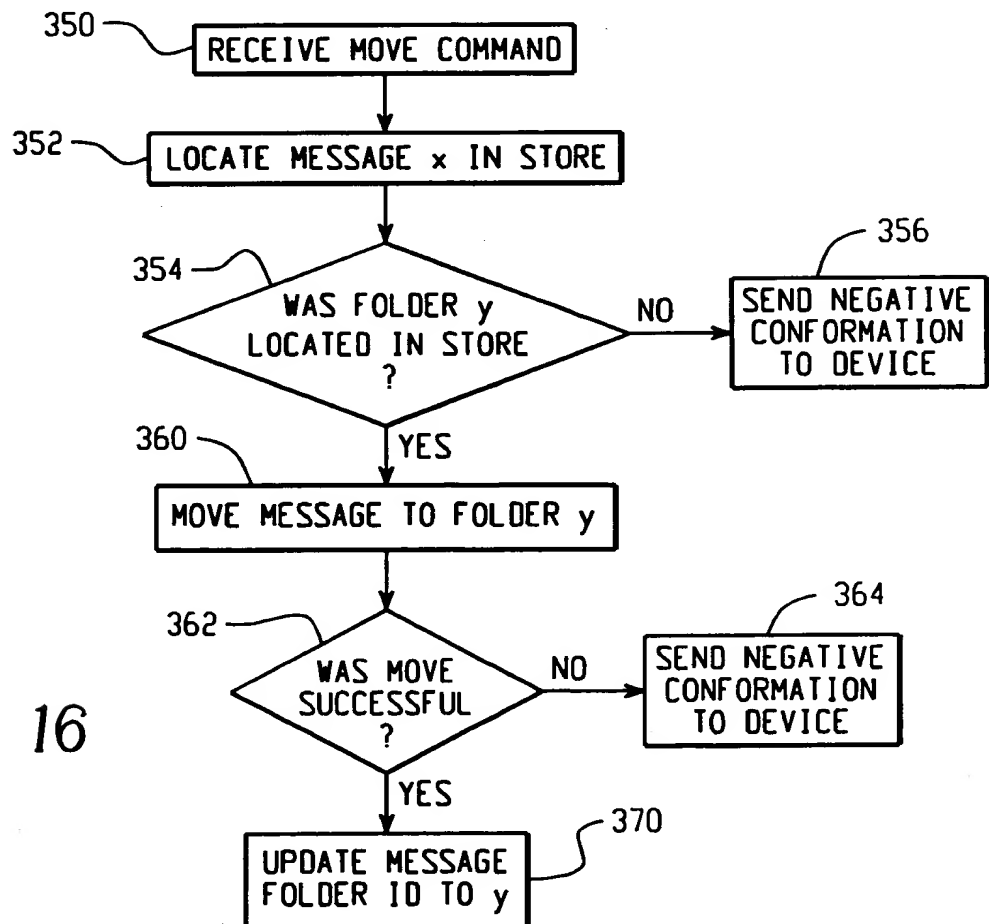 350
RECEIVE MOVE COMMAND
352
LOCATE MESSAGE x IN STORE
354
WAS FOLDER y
LOCATED IN STORE
?
NO
356
SEND NEGATIVE
CONFORMATION
TO DEVICE
YES
360
MOVE MESSAGE TO FOLDER y
362
WAS MOVE
SUCCESSFUL
?
NO
364
SEND NEGATIVE
CONFORMATION
TO DEVICE
16
YES
370
UPDATE MESSAGE
FOLDER ID TO y